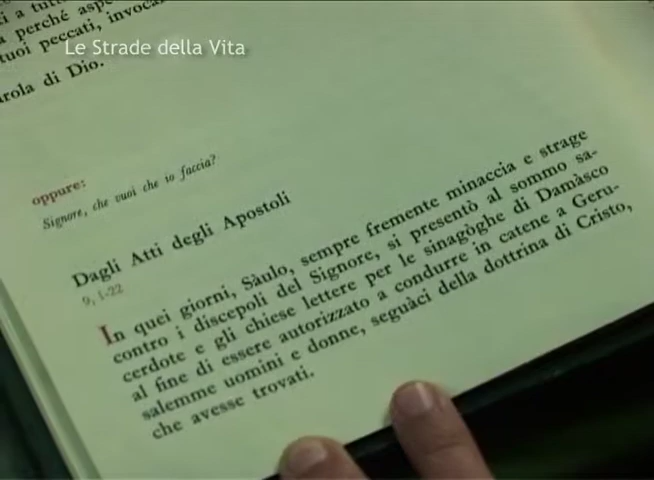 i a tutti
a perché aspe
tuoi peccati, invoca
Le Strade della Vita
rola di Dio.
oppure:
Signore, che vuoi che io faccia?
Dagli Atti degli Apostoli
9, 1-22
In quei giorni, Sàulo, sempre fremente minaccia e strage
contro i discepoli del Signore, si presentò al sommo sa-
cerdote e gli chiese lettere per le sinagòghe di Damàsco
al fine di essere autorizzato a condurre in catene a Geru-
salemme uomini e donne, seguàci della dottrina di Cristo,
che avesse trovati.